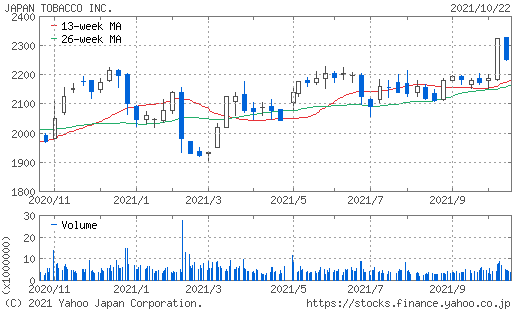 JAPAN TOBACCO INC. 2021/10/22
2400
13-week MA
26-week MA
2300
2200
2100
2000
1900
1800
2020/11 2021/1 2021/3 2021/5 2021/7 2021/9
30
Volume
20
10
0
(x1000000)
2020/11 2021/1 2021/3 2021/5 2021/7 2021/9
(C) 2021 Yahoo Japan Corporation. https://stocks.finance.yahoo.co.jp/